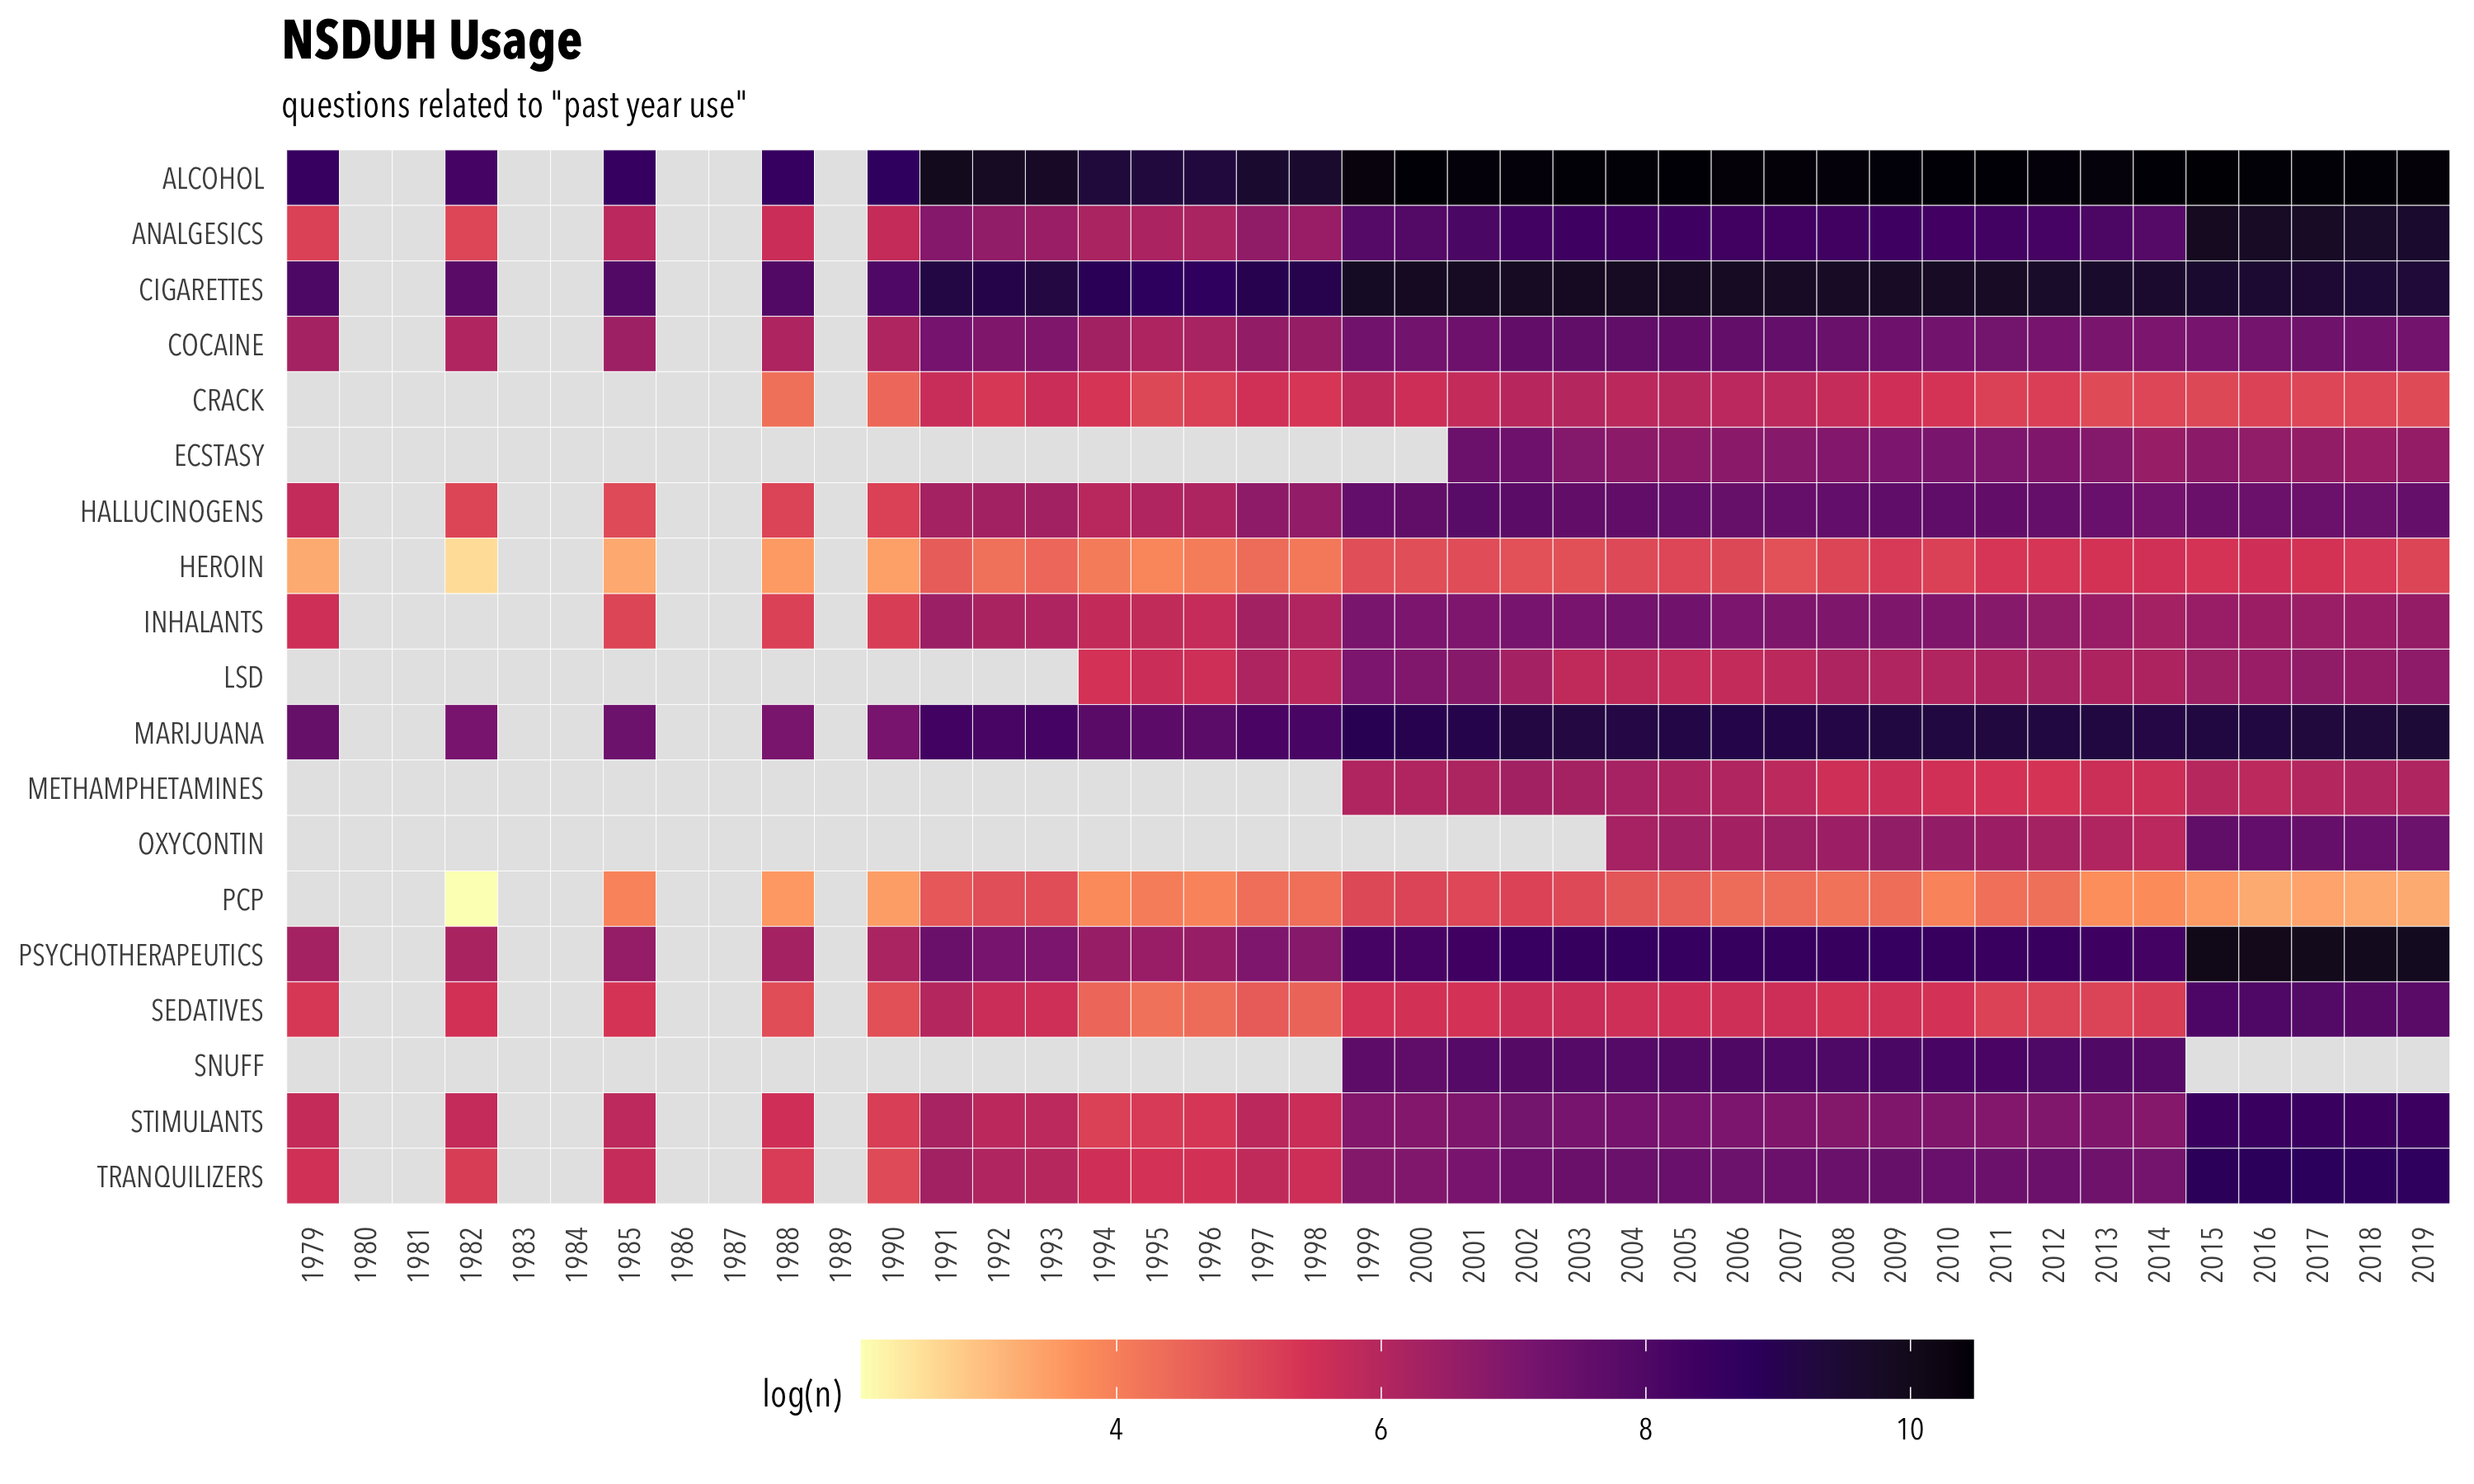 NSDUH Usage
questions related to "past year use"
ALCOHOL
ANALGESICS
CIGARETTES
COCAINE
CRACK
ECSTASY
HALLUCINOGENS
HEROIN
INHALANTS
LSD
MARIJUANA
METHAMPHETAMINES
OXYCONTIN
PCP
PSYCHOTHERAPEUTICS
SEDATIVES
SNUFF
STIMULANTS
TRANQUILIZERS
1979 1980 1981 1982 1983 1984 1985 1986 1987 1988 1989 1990 1991 1992 1993 1994 1995 1996 1997 1998 1999 2000 2001 2002 2003 2004 2005 2006 2007 2008 2009 2010 2011 2012 2013 2014 2015 2016 2017 2018 2019
log(n)
4 6 8 10